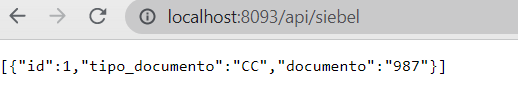 localhost:8093/api/siebel
[{"id":1,"tipo_documento":"CC","documento":"987"}]